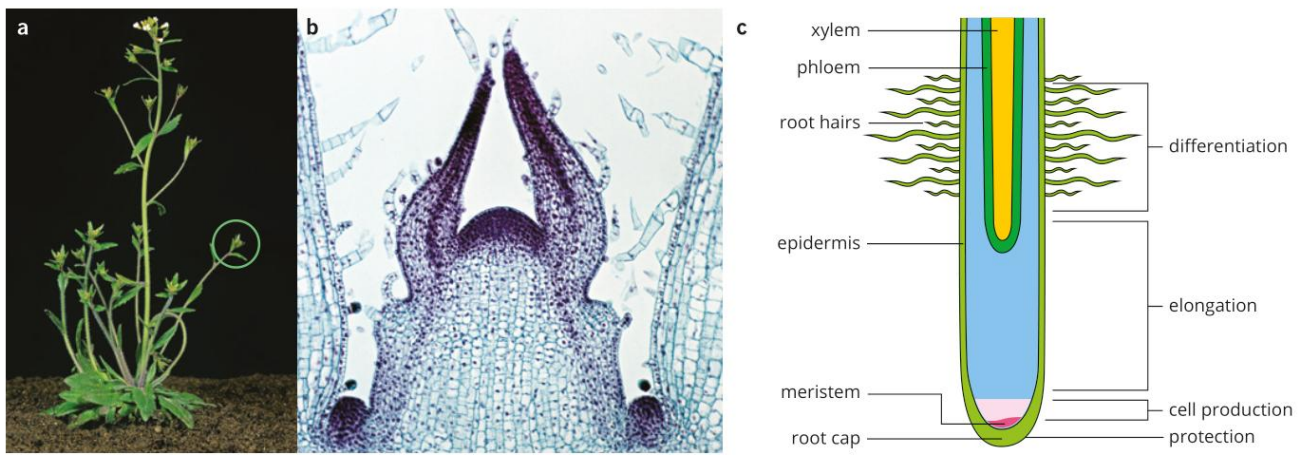 a
b
c
xylem
phloem
root hairs
epidermis
meristem
root cap
differentiation
elongation
cell production
protection